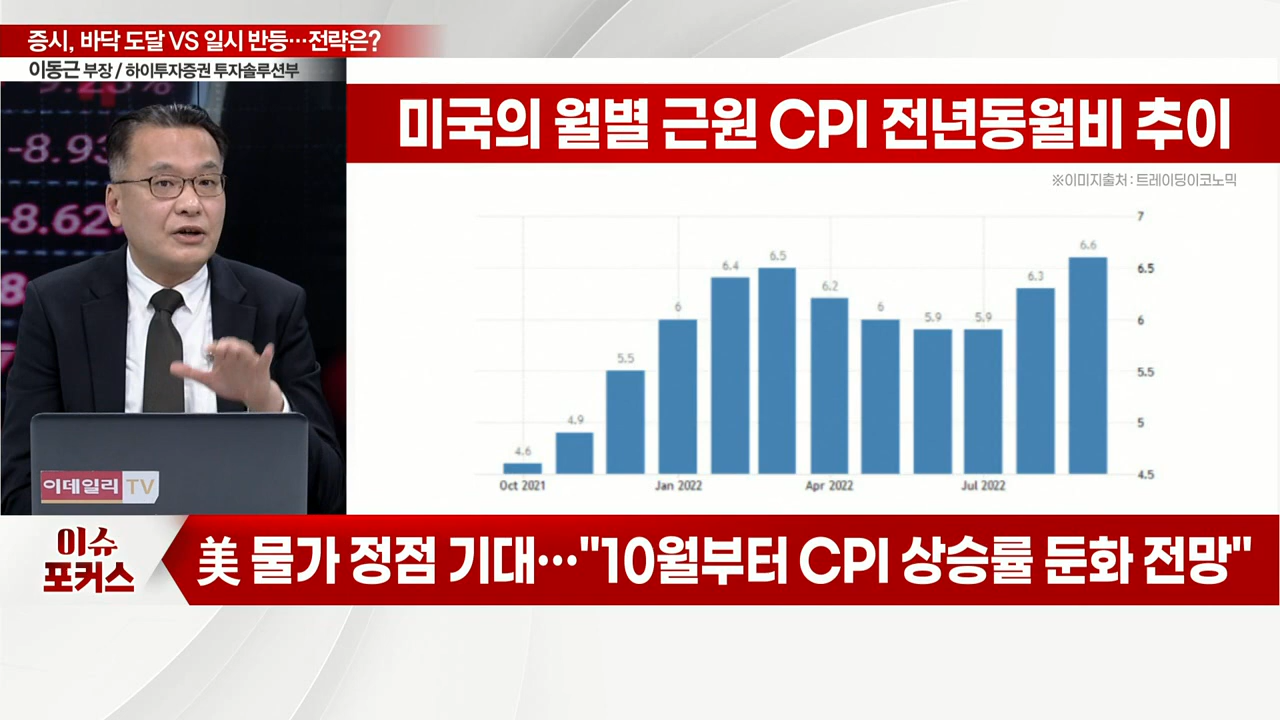 증시, 바닥 도달 VS 일시 반등…전략은?
이동근 부장 / 하이투자증권 투자솔루션부
미국의 월별 근원 CPI 전년동월비 추이
※이미지출처 : 트레이딩이코노믹
-8.93
-8.62
7
6.5
6
5.5
5
4.5
4.6
4.9
5.5
6
6.4
6.5
6.2
6
5.9
5.9
6.3
6.6
Oct 2021
Jan 2022
Apr 2022
Jul 2022
이데일리 TV
이슈
포커스
美 물가 정점 기대…"10월부터 CPI 상승률 둔화 전망"